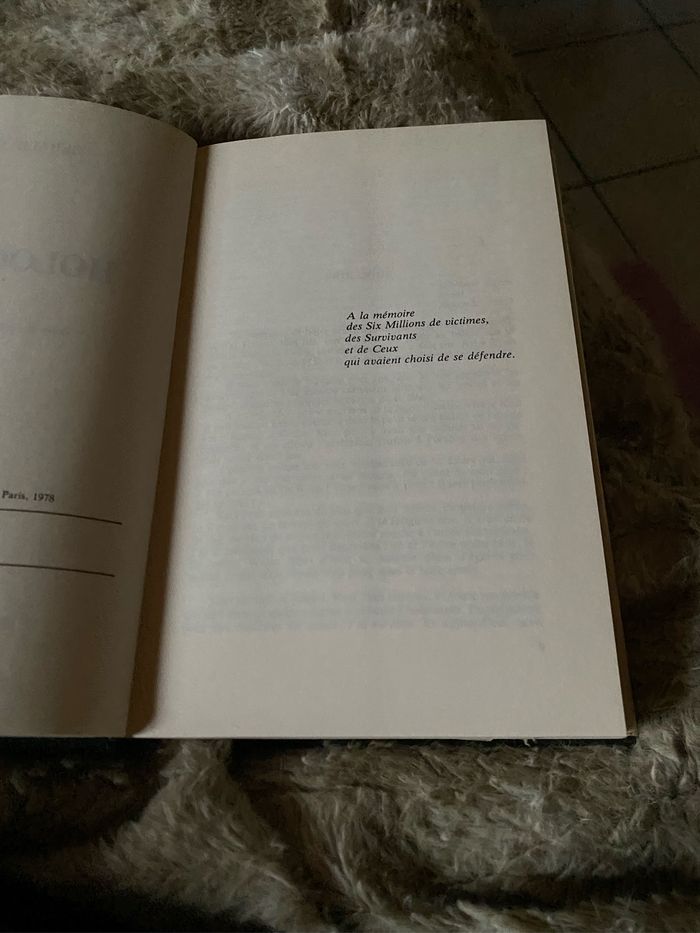 Paris, 1978
A la mémoire
des Six Millions de victimes,
des Survivants
et de Ceux
qui avaient choisi de se défendre.